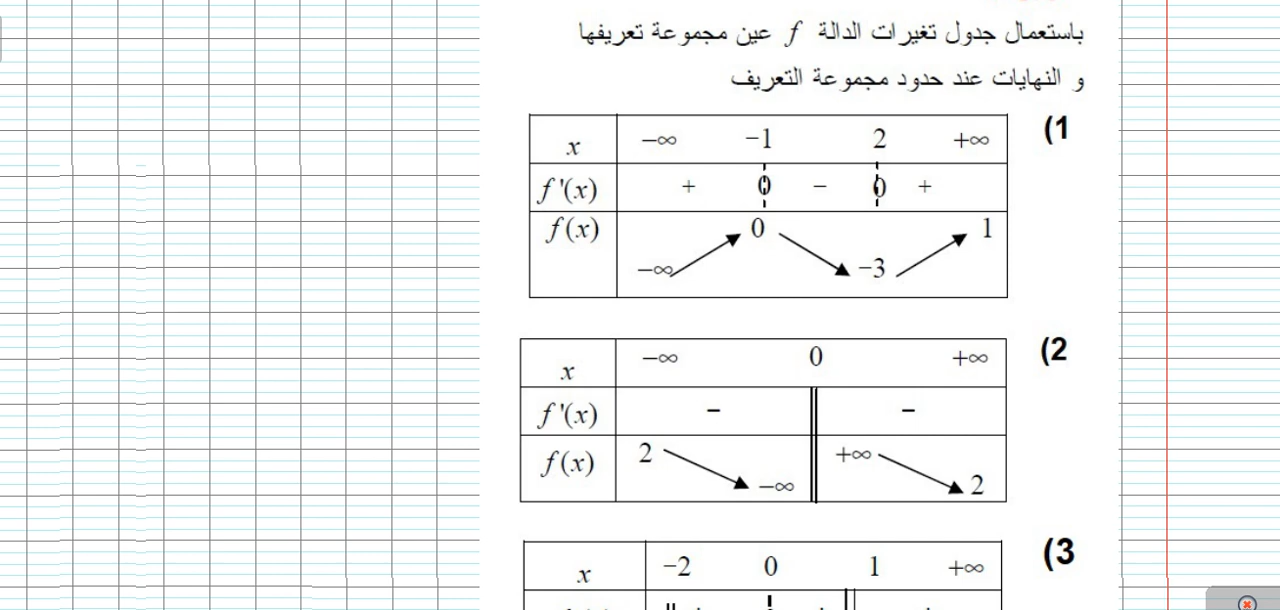 باستعمال جدول تغيرات الدالة f عين مجموعة تعريفها
و النهايات عند حدود مجموعة التعريف
(1
x −∞ −1 2 +∞
f'(x) + 0 − 0 +
f(x) −∞ 0 −3 1
(2
x −∞ 0 +∞
f'(x) − −
f(x) 2 −∞ +∞ 2
(3
x −2 0 1 +∞